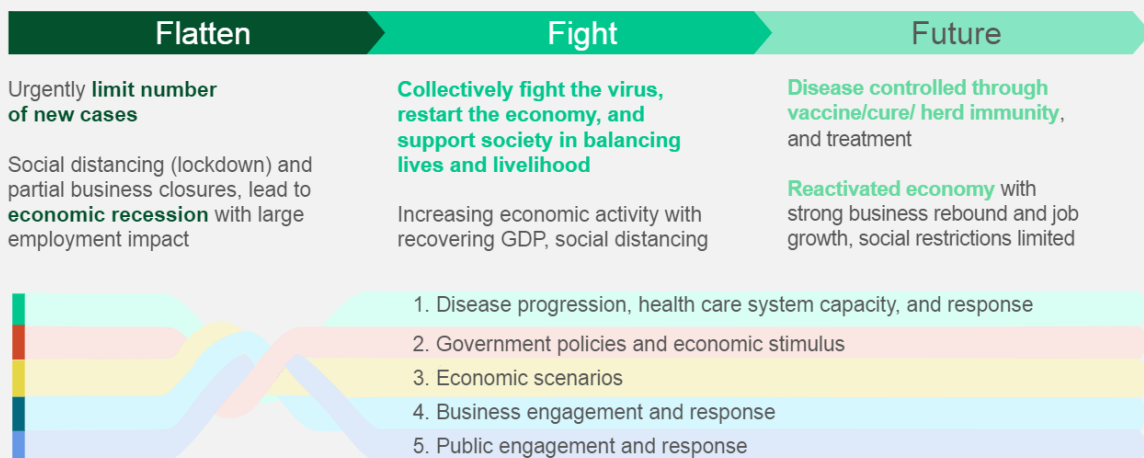 Flatten
Fight
Future
Urgently limit number
of new cases
Social distancing (lockdown) and
partial business closures, lead to
economic recession with large
employment impact
Collectively fight the virus,
restart the economy, and
support society in balancing
lives and livelihood
Increasing economic activity with
recovering GDP, social distancing
Disease controlled through
vaccine/cure/ herd immunity,
and treatment
Reactivated economy with
strong business rebound and job
growth, social restrictions limited
1. Disease progression, health care system capacity, and response
2. Government policies and economic stimulus
3. Economic scenarios
4. Business engagement and response
5. Public engagement and response